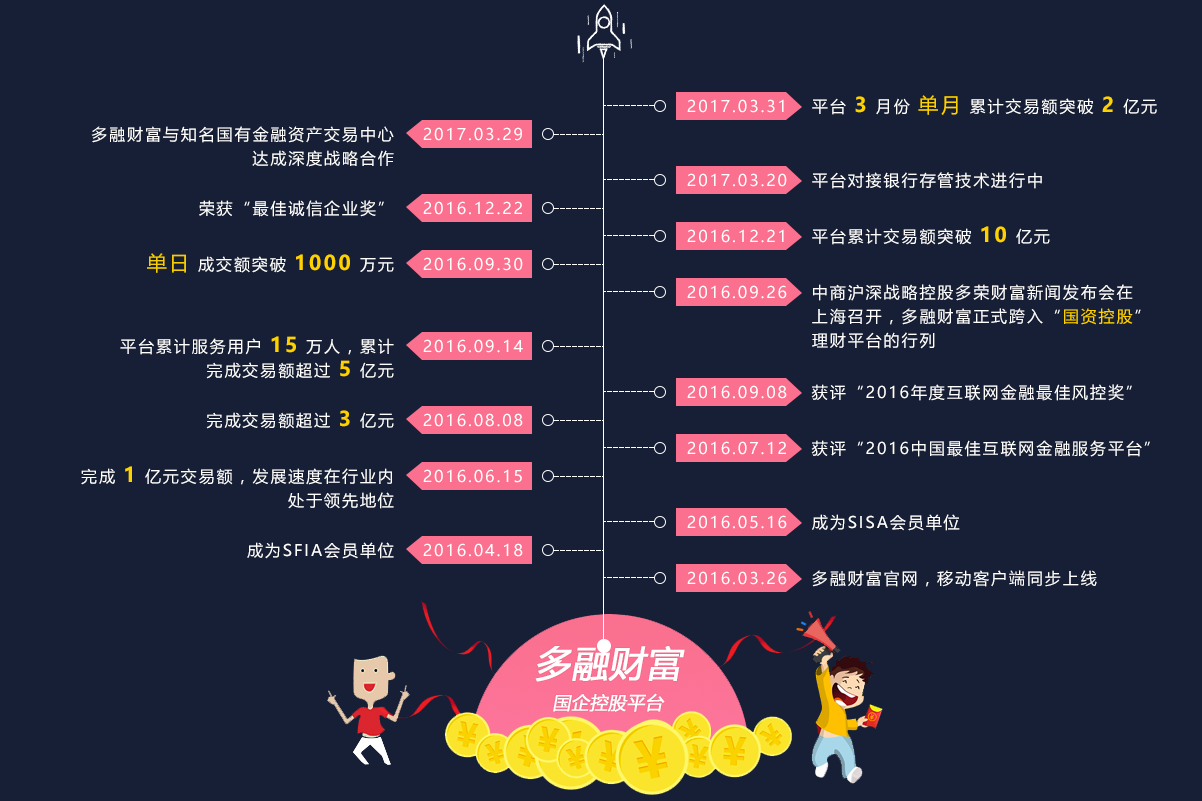 2017.03.31 平台 3 月份 单月 累计交易额突破 2 亿元
多融财富与知名国有金融资产交易中心 2017.03.29
达成深度战略合作
2017.03.20 平台对接银行存管技术进行中
荣获“最佳诚信企业奖” 2016.12.22
2016.12.21 平台累计交易额突破 10 亿元
单日 成交额突破 1000 万元 2016.09.30
2016.09.26 中商沪深战略控股多荣财富新闻发布会在
上海召开，多融财富正式跨入“国资控股”
理财平台的行列
平台累计服务用户 15 万人，累计 2016.09.14
完成交易额超过 5 亿元
2016.09.08 获评“2016年度互联网金融最佳风控奖”
完成交易额超过 3 亿元 2016.08.08
2016.07.12 获评“2016中国最佳互联网金融服务平台”
完成 1 亿元交易额，发展速度在行业内 2016.06.15
处于领先地位
2016.05.16 成为SISA会员单位
成为SFIA会员单位 2016.04.18
2016.03.26 多融财富官网，移动客户端同步上线
多融财富
国企控股平台